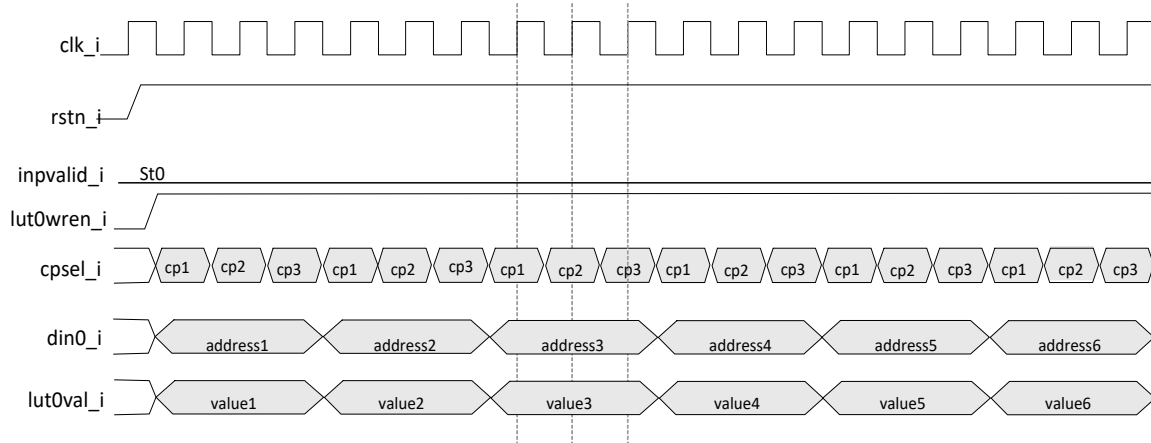 clk_i
rstn_i
inpvalid_i St0
lut0wren_i
cpsel_i cp1 cp2 cp3 cp1 cp2 cp3 cp1 cp2 cp3 cp1 cp2 cp3 cp1 cp2 cp3 cp1 cp2 cp3
din0_i address1 address2 address3 address4 address5 address6
lut0val_i value1 value2 value3 value4 value5 value6